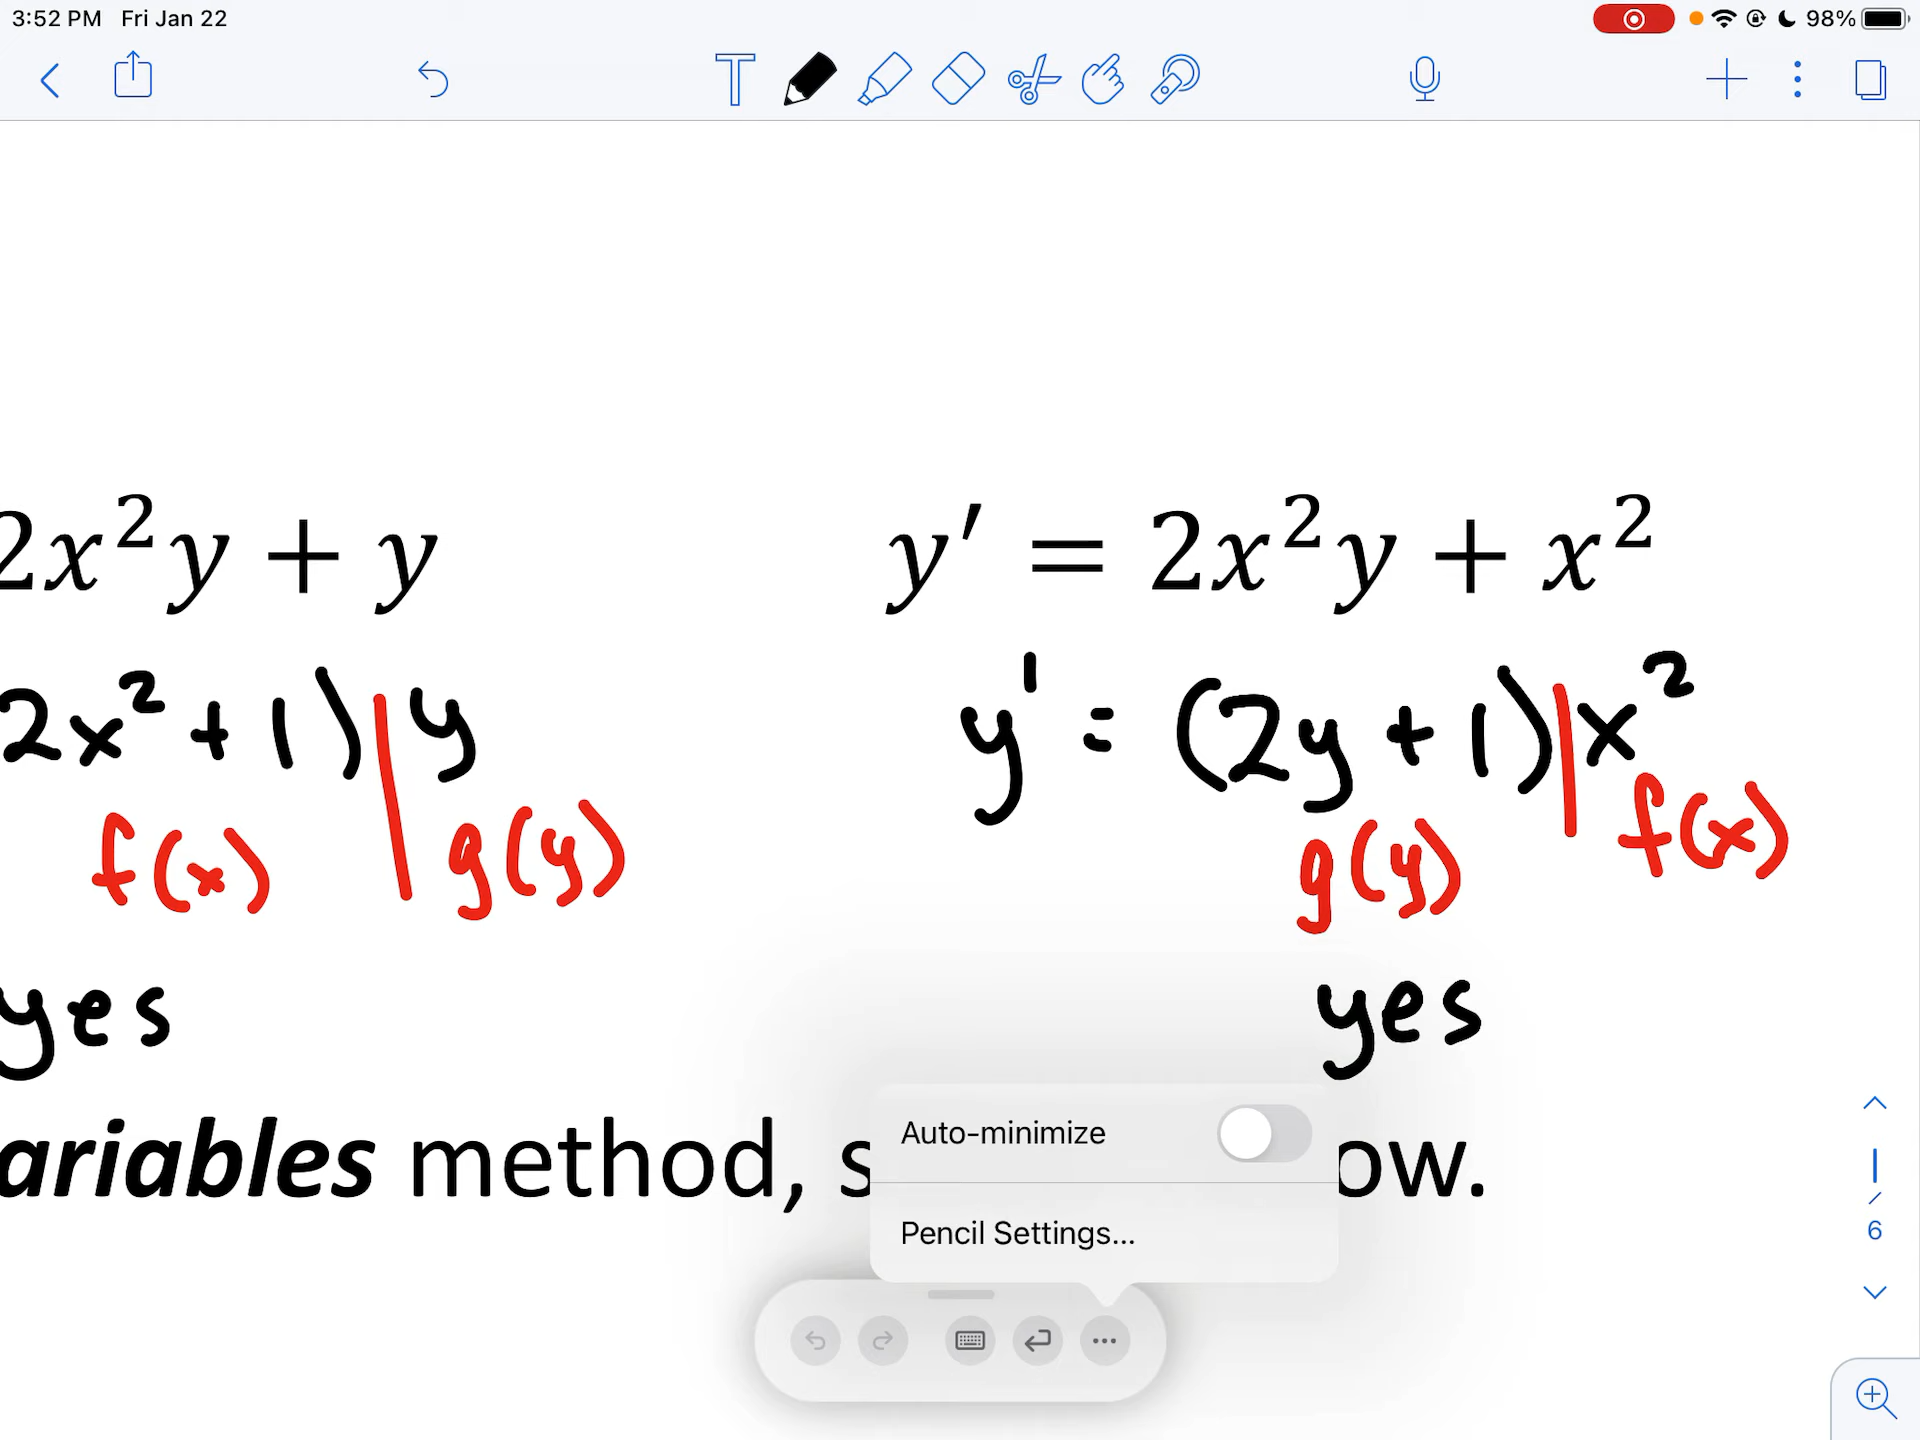 3:52 PM Fri Jan 22 98%
2x²y + y
y′ = 2x²y + x²
2x² + 1) | y
y' = (2y + 1) | x²
f(x) g(y)
g(y) f(x)
yes
yes
ariables method, s ow.
Auto-minimize
Pencil Settings...
1
/
6